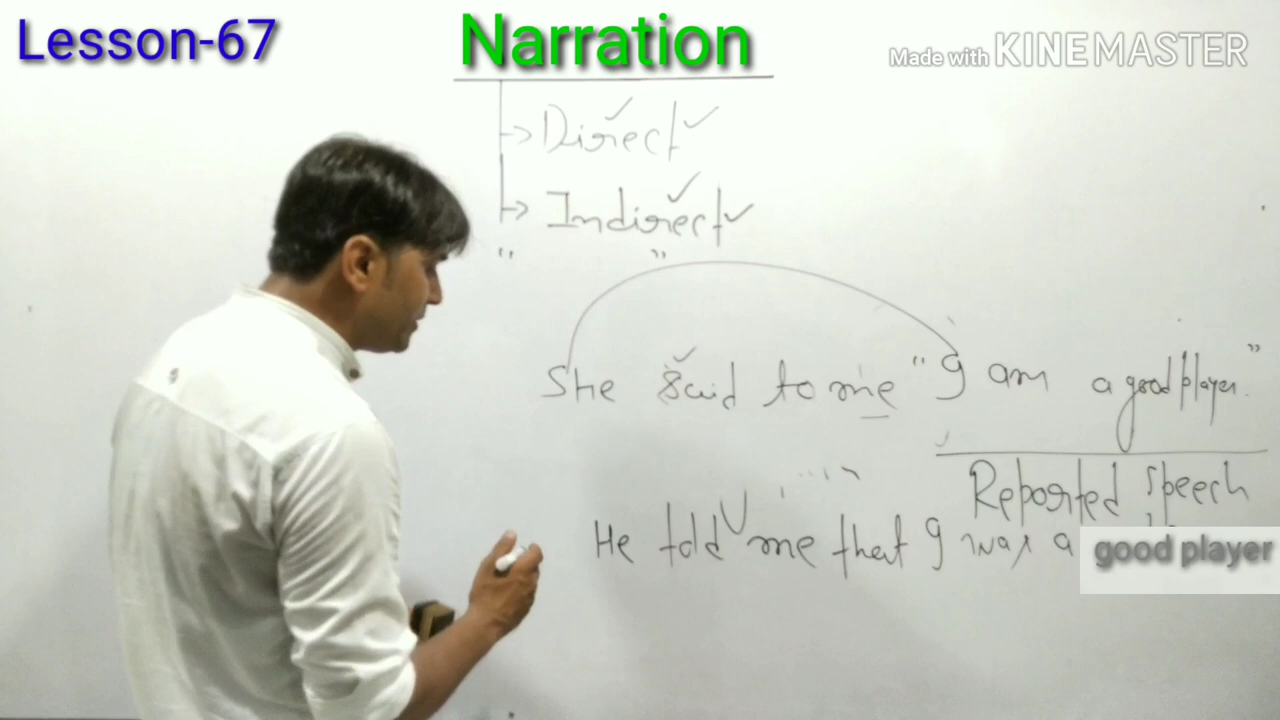 Lesson-67
Narration
Made with KINEMASTER
Direct
Indirect
“ ”
She said to me “I am a good player.”
Reported speech
He told me that I was a
good player